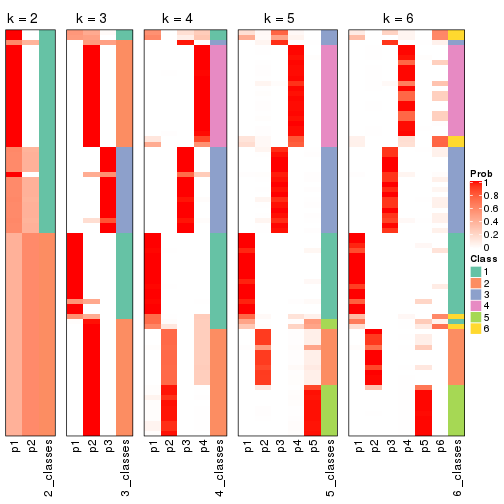 k = 2
k = 3
k = 4
k = 5
k = 6
Prob
1
0.8
0.6
0.4
0.2
0
Class
1
2
3
4
5
6
p1
p2
2_classes
p1
p2
p3
3_classes
p1
p2
p3
p4
4_classes
p1
p2
p3
p4
p5
5_classes
p1
p2
p3
p4
p5
p6
6_classes